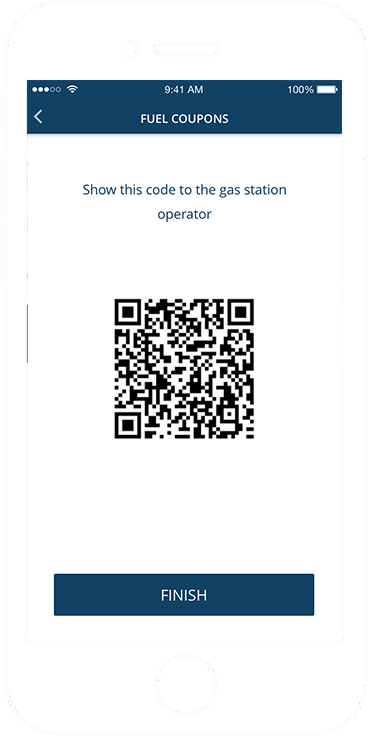 9:41 AM
100%
FUEL COUPONS
Show this code to the gas station
operator
FINISH